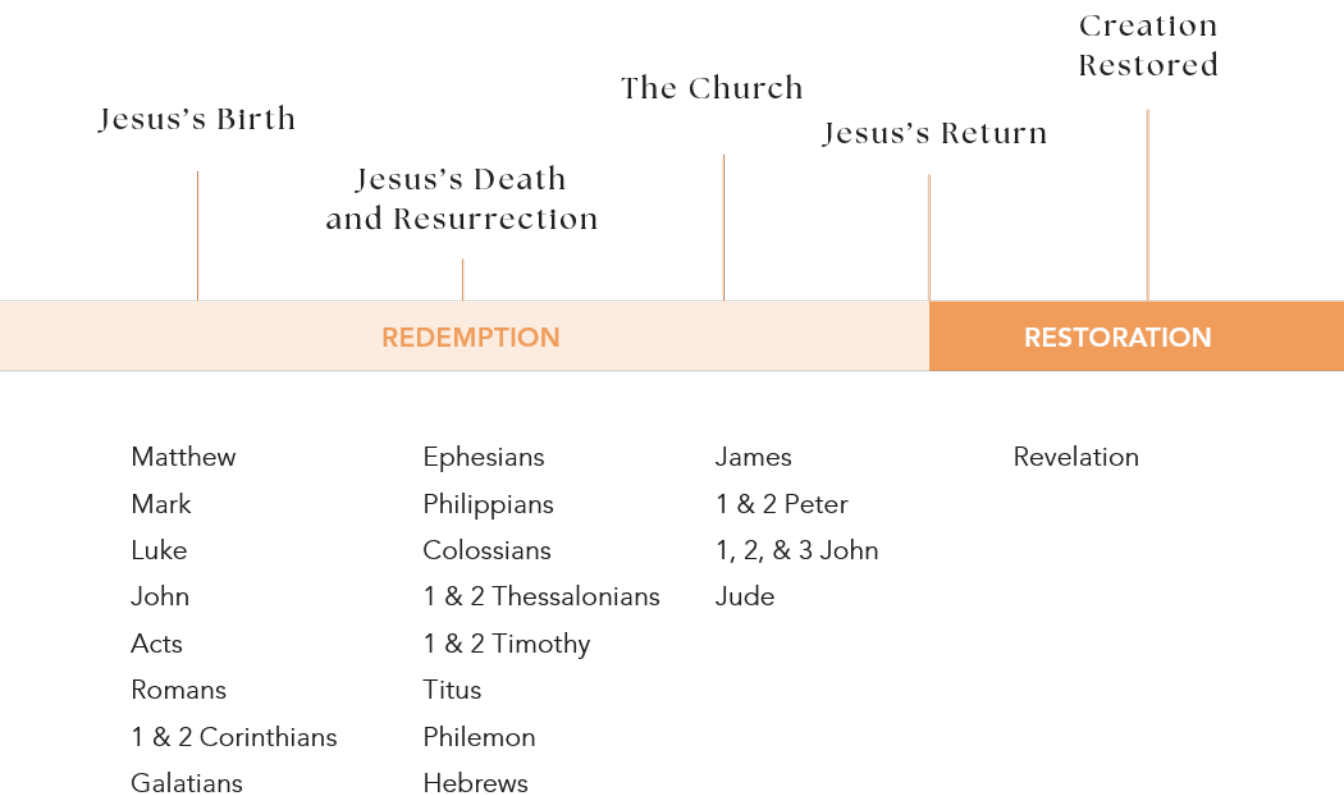 Creation
Restored
The Church
Jesus’s Birth
Jesus’s Return
Jesus’s Death
and Resurrection
REDEMPTION
RESTORATION
Matthew
Mark
Luke
John
Acts
Romans
1 & 2 Corinthians
Galatians
Ephesians
Philippians
Colossians
1 & 2 Thessalonians
1 & 2 Timothy
Titus
Philemon
Hebrews
James
1 & 2 Peter
1, 2, & 3 John
Jude
Revelation